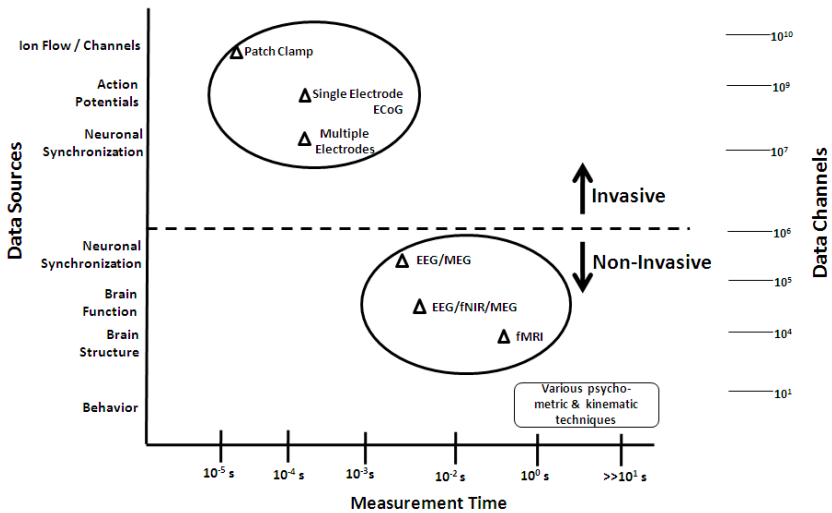 Data Sources
Ion Flow / Channels
Action
Potentials
Neuronal
Synchronization
Neuronal
Synchronization
Brain
Function
Brain
Structure
Behavior
Patch Clamp
Single Electrode
ECoG
Multiple
Electrodes
Invasive
Non-Invasive
EEG/MEG
EEG/fNIR/MEG
fMRI
Various psycho-
metric & kinematic
techniques
10⁻⁵ s
10⁻⁴ s
10⁻³ s
10⁻² s
10⁰ s
>>10¹ s
Measurement Time
10¹⁰
10⁹
10⁷
10⁶
10⁵
10⁴
10¹
Data Channels